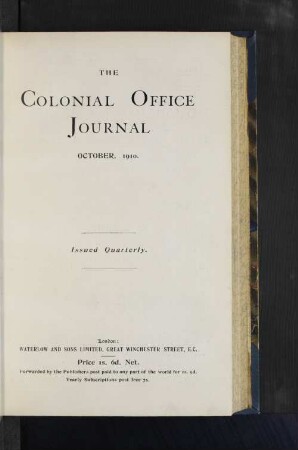 THE
COLONIAL OFFICE
JOURNAL
OCTOBER, 1910.
Issued Quarterly.
London:
WATERLOW AND SONS LIMITED, GREAT WINCHESTER STREET, E.C.
Price 1s. 6d. Net.
Forwarded by the Publishers post paid to any part of the world for
Yearly Subscriptions post free 7s.